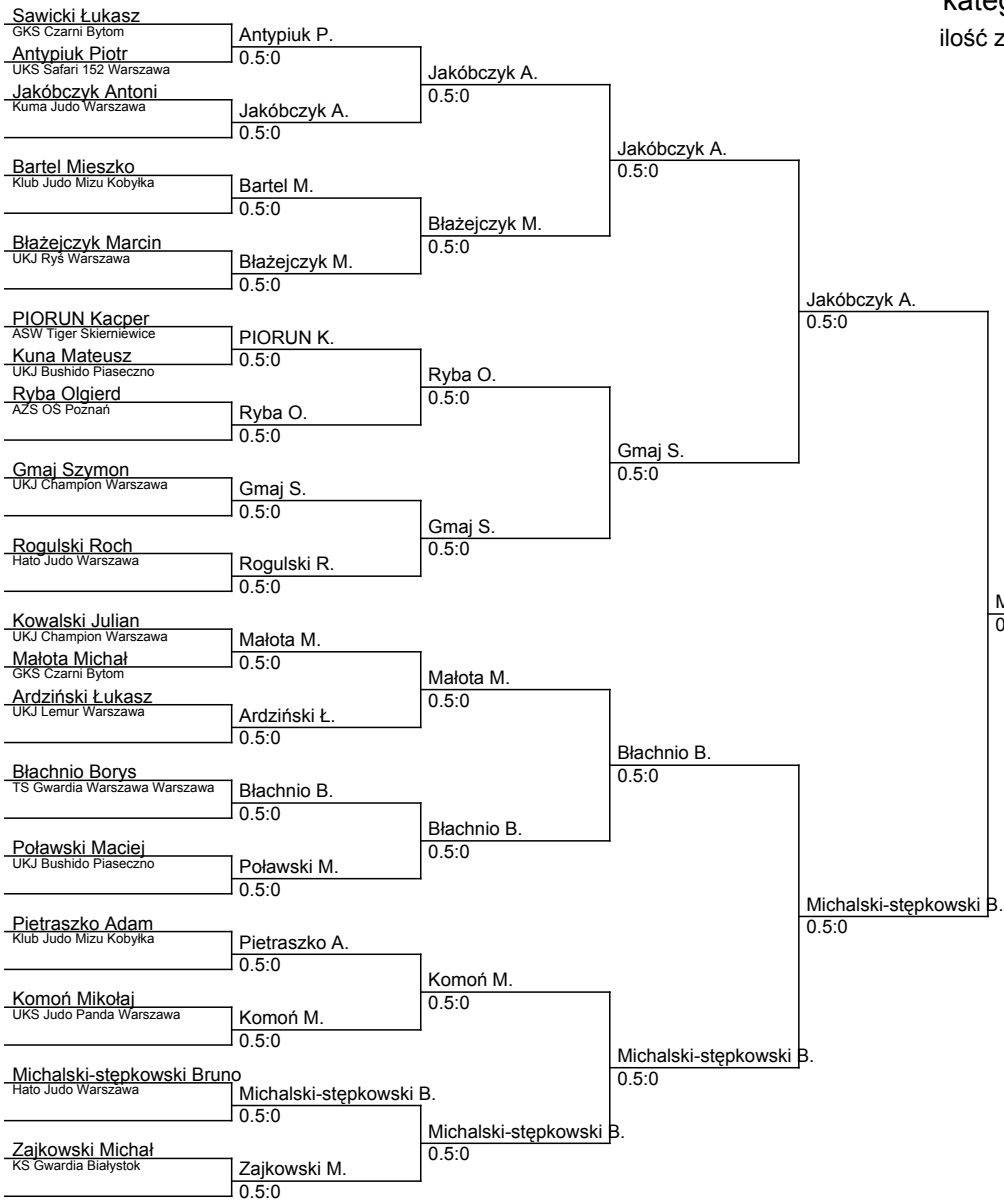 kateg
ilość z
Sawicki Łukasz
GKS Czarni Bytom
Antypiuk Piotr
UKS Safari 152 Warszawa
Jakóbczyk Antoni
Kuma Judo Warszawa
Bartel Mieszko
Klub Judo Mizu Kobyłka
Błażejczyk Marcin
UKJ Ryś Warszawa
PIORUN Kacper
ASW Tiger Skierniewice
Kuna Mateusz
UKJ Bushido Piaseczno
Ryba Olgierd
AZS OŚ Poznań
Gmaj Szymon
UKJ Champion Warszawa
Rogulski Roch
Hato Judo Warszawa
Kowalski Julian
UKJ Champion Warszawa
Małota Michał
GKS Czarni Bytom
Ardziński Łukasz
UKJ Lemur Warszawa
Błachnio Borys
TS Gwardia Warszawa Warszawa
Poławski Maciej
UKJ Bushido Piaseczno
Pietraszko Adam
Klub Judo Mizu Kobyłka
Komoń Mikołaj
UKS Judo Panda Warszawa
Michalski-stępkowski Bruno
Hato Judo Warszawa
Zajkowski Michał
KS Gwardia Białystok
Antypiuk P.
0.5:0
Jakóbczyk A.
0.5:0
Bartel M.
0.5:0
Błażejczyk M.
0.5:0
PIORUN K.
0.5:0
Ryba O.
0.5:0
Gmaj S.
0.5:0
Rogulski R.
0.5:0
Małota M.
0.5:0
Ardziński Ł.
0.5:0
Błachnio B.
0.5:0
Poławski M.
0.5:0
Pietraszko A.
0.5:0
Komoń M.
0.5:0
Michalski-stępkowski B.
0.5:0
Zajkowski M.
0.5:0
Jakóbczyk A.
0.5:0
Błażejczyk M.
0.5:0
Ryba O.
0.5:0
Gmaj S.
0.5:0
Małota M.
0.5:0
Błachnio B.
0.5:0
Komoń M.
0.5:0
Michalski-stępkowski B.
0.5:0
Jakóbczyk A.
0.5:0
Gmaj S.
0.5:0
Błachnio B.
0.5:0
Michalski-stępkowski B.
0.5:0
Jakóbczyk A.
0.5:0
Michalski-stępkowski B.
0.5:0